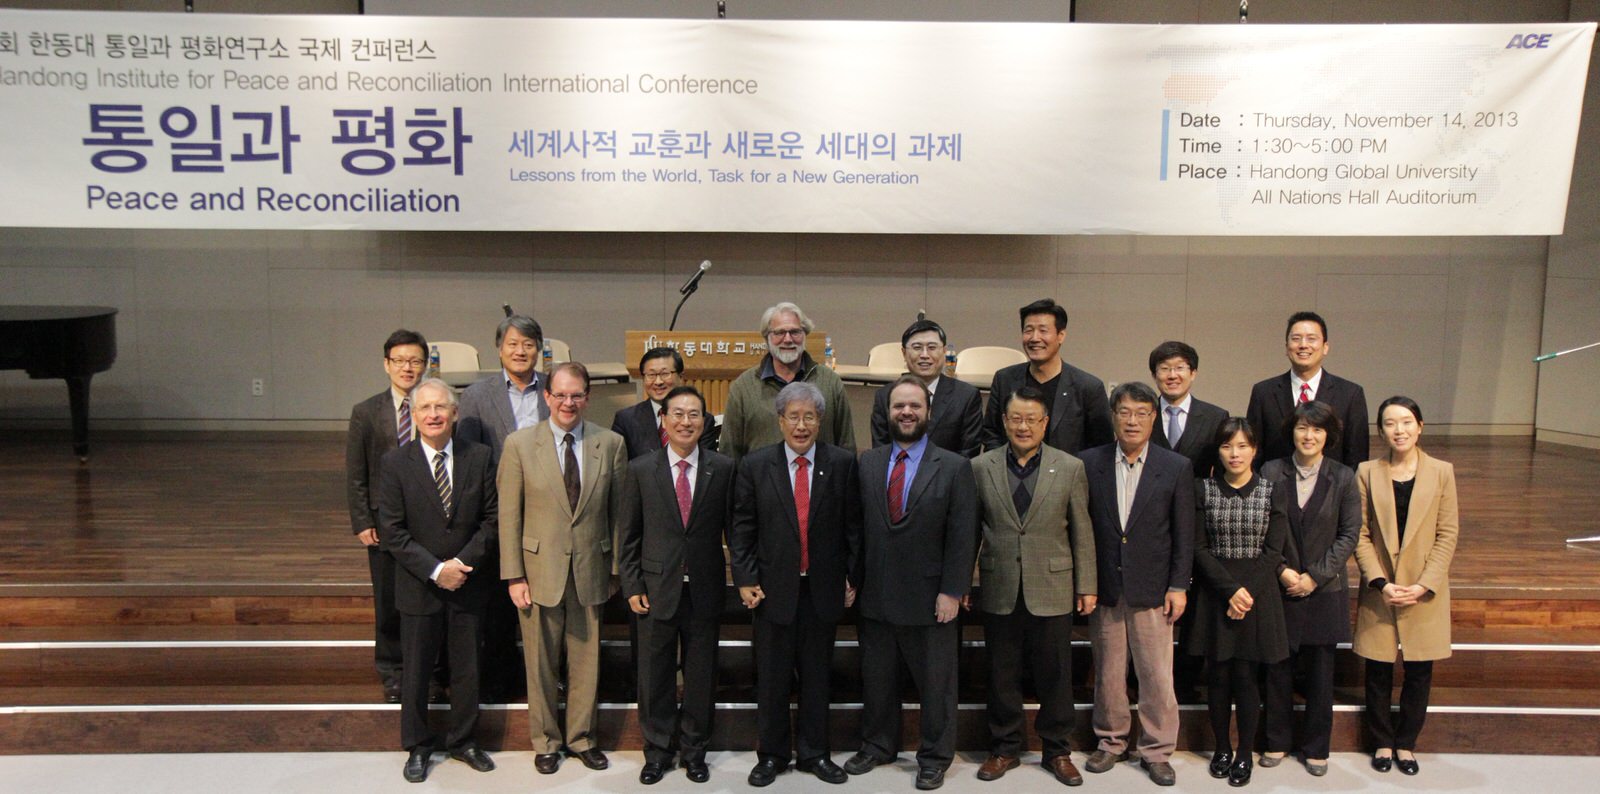 회 한동대 통일과 평화연구소 국제 컨퍼런스
Handong Institute for Peace and Reconciliation International Conference
통일과 평화
Peace and Reconciliation
세계사적 교훈과 새로운 세대의 과제
Lessons from the World, Task for a New Generation
ACE
Date : Thursday, November 14, 2013
Time : 1:30~5:00 PM
Place : Handong Global University
All Nations Hall Auditorium
한동대학교